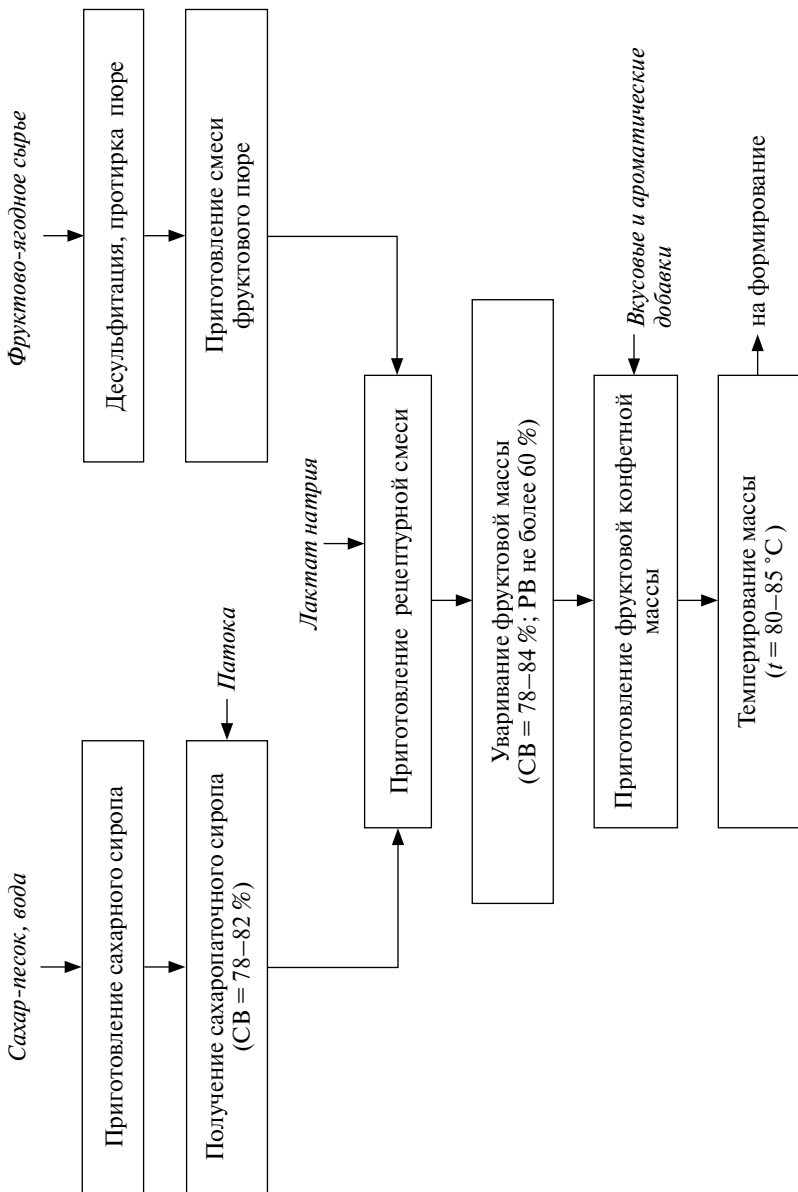 Сахар-песок, вода
Приготовление сахарного сиропа
Получение сахаропаточного сиропа
(СВ = 78–82 %)
Патока
Фруктово-ягодное сырье
Десульфитация, протирка пюре
Приготовление смеси
фруктового пюре
Лактат натрия
Приготовление рецептурной смеси
Уваривание фруктовой массы
(СВ = 78–84 %; РВ не более 60 %)
Приготовление фруктовой конфетной
массы
Вкусовые и ароматические
добавки
Темперирование массы
(t = 80–85 °С)
на формирование